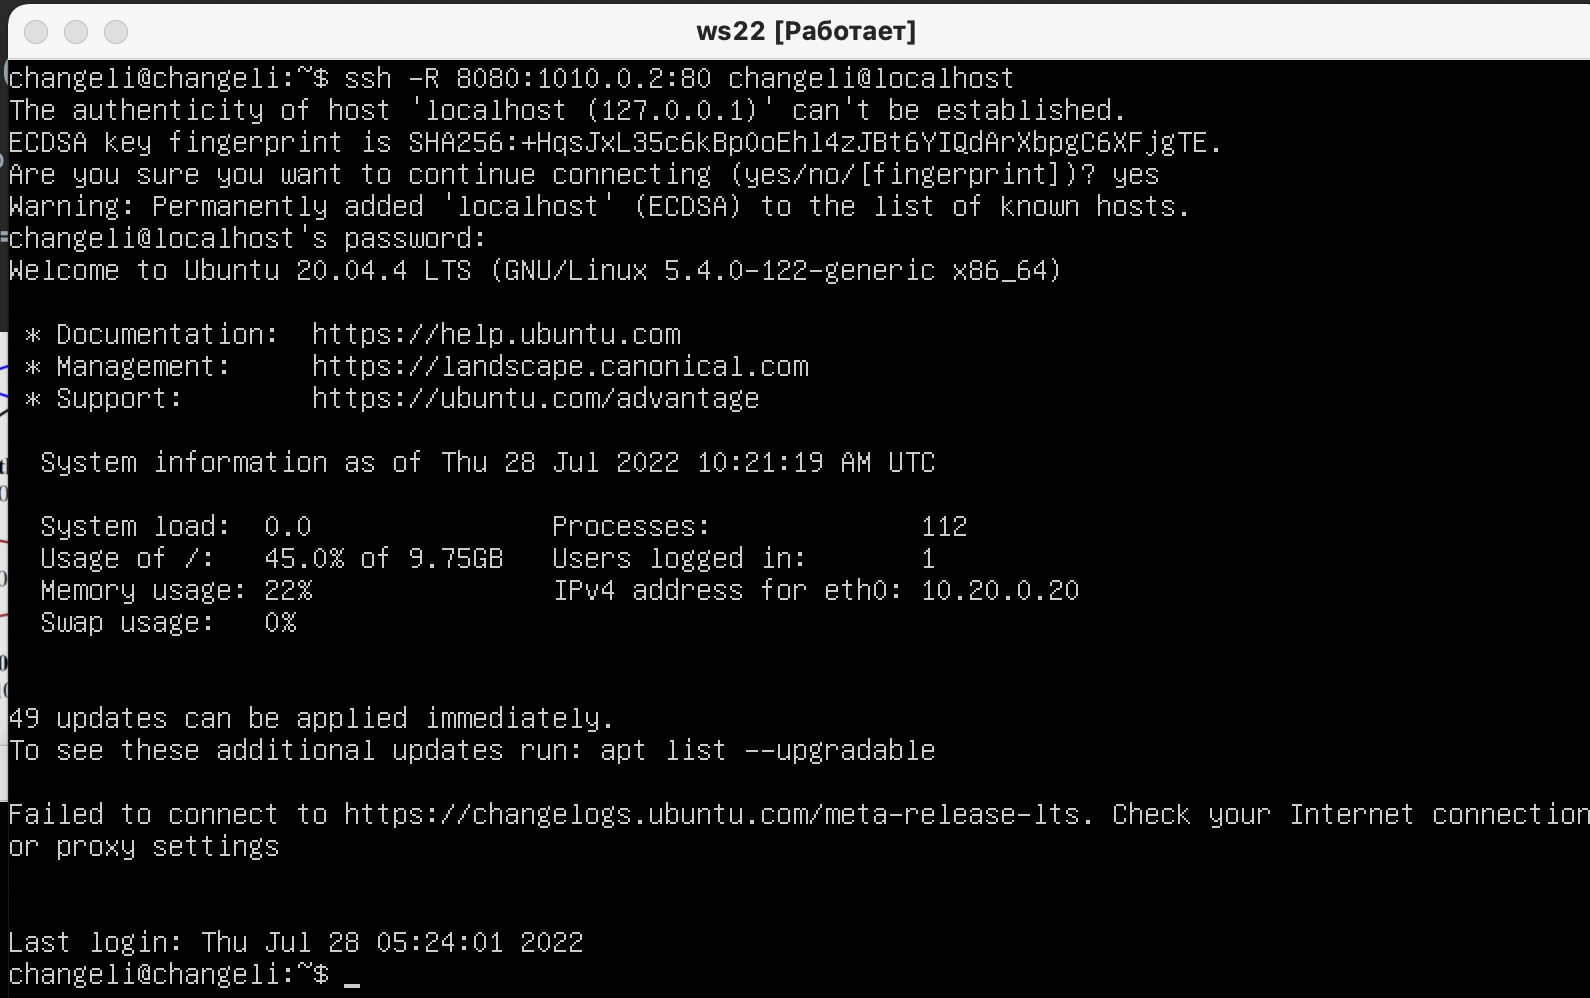 ws22 [Работает]
changeli@changeli:~$ ssh -R 8080:1010.0.2:80 changeli@localhost
The authenticity of host 'localhost (127.0.0.1)' can't be established.
ECDSA key fingerprint is SHA256:+HqsJxL35c6kBpOoEhl4zJBt6YIQdArXbpgC6XFjgTE.
Are you sure you want to continue connecting (yes/no/[fingerprint])? yes
Warning: Permanently added 'localhost' (ECDSA) to the list of known hosts.
changeli@localhost's password:
Welcome to Ubuntu 20.04.4 LTS (GNU/Linux 5.4.0-122-generic x86_64)
* Documentation:  https://help.ubuntu.com
* Management:     https://landscape.canonical.com
* Support:        https://ubuntu.com/advantage
System information as of Thu 28 Jul 2022 10:21:19 AM UTC
System load:  0.0               Processes:             112
Usage of /:   45.0% of 9.75GB   Users logged in:       1
Memory usage: 22%               IPv4 address for eth0: 10.20.0.20
Swap usage:   0%
49 updates can be applied immediately.
To see these additional updates run: apt list --upgradable
Failed to connect to https://changelogs.ubuntu.com/meta-release-lts. Check your Internet connection
or proxy settings
Last login: Thu Jul 28 05:24:01 2022
changeli@changeli:~$ _